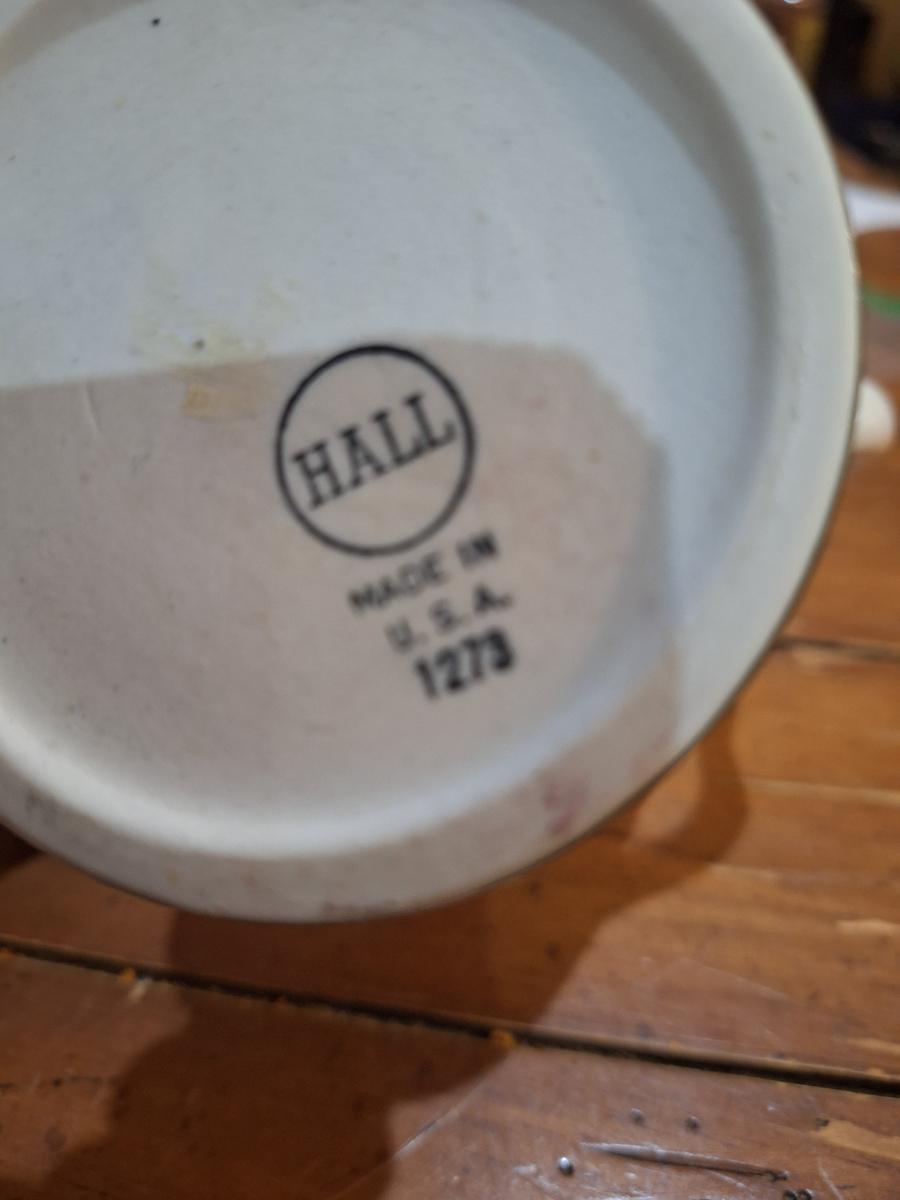 HALL
MADE IN
U. S. A.
1273